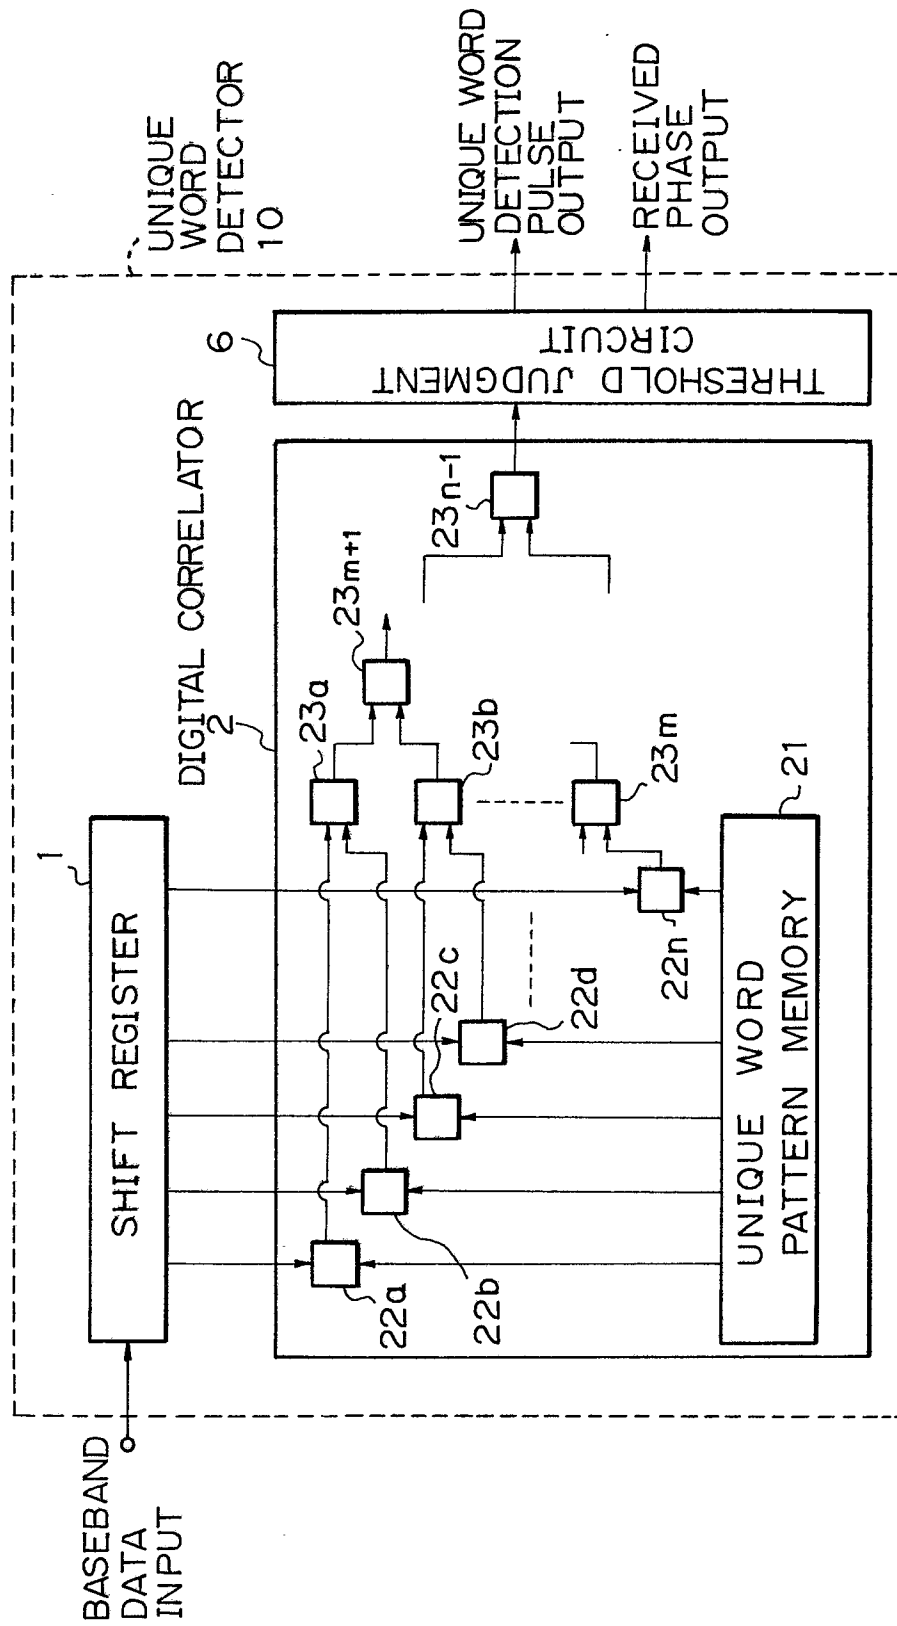 BASEBAND
DATA
INPUT
1
SHIFT REGISTER
DIGITAL CORRELATOR
2
UNIQUE
WORD
DETECTOR
10
22a
22b
22c
22d
22n
23a
23b
23m
23m+1
23n-1
21
UNIQUE WORD
PATTERN MEMORY
6
THRESHOLD JUDGMENT
CIRCUIT
UNIQUE WORD
DETECTION
PULSE
OUTPUT
RECEIVED
PHASE
OUTPUT